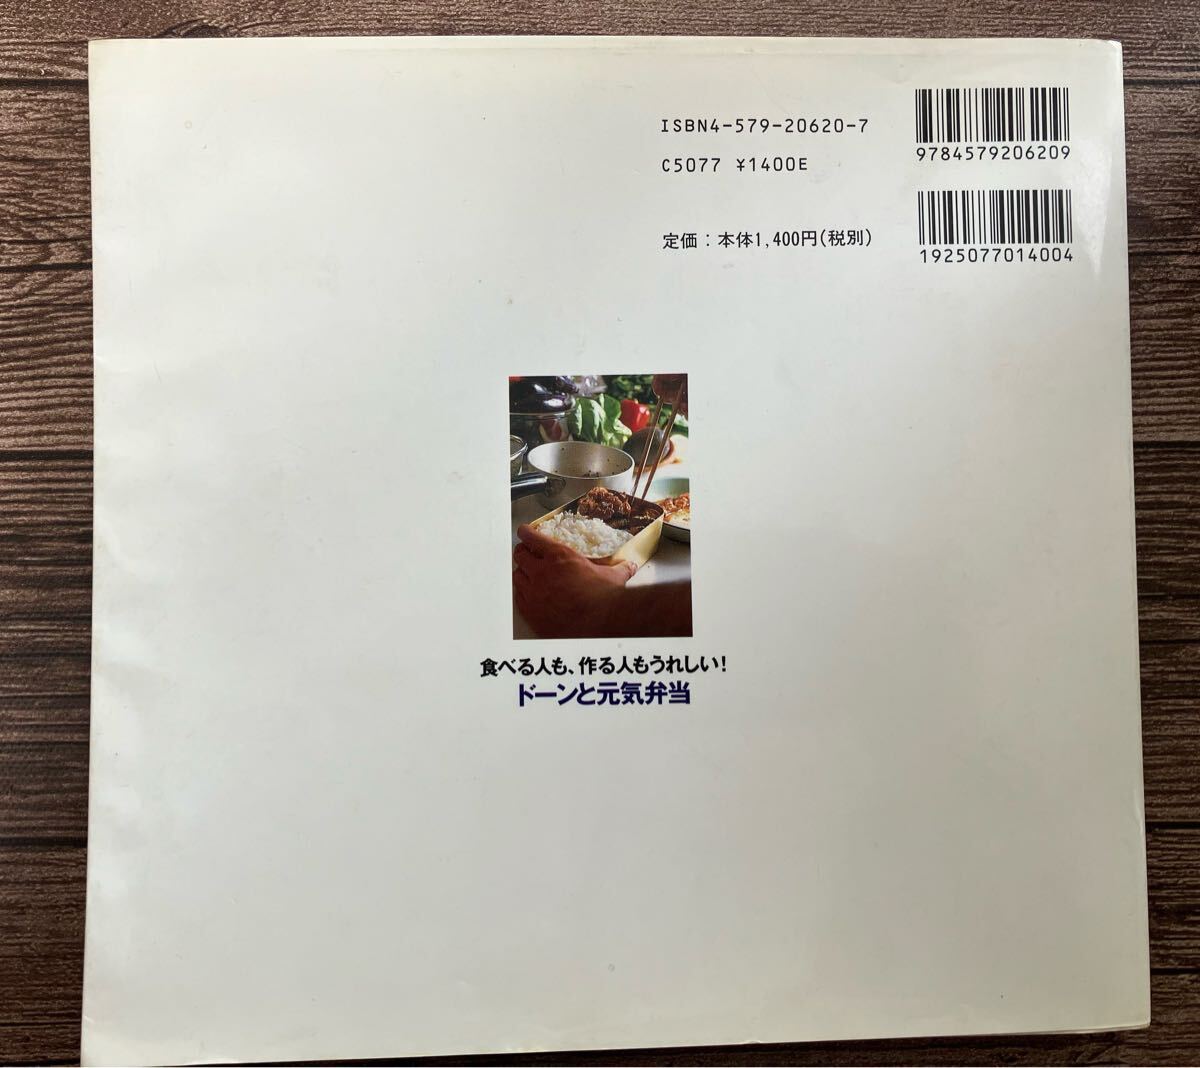 ISBN4-579-20620-7
C5077 ¥1400E
定価：本体1,400円(税別)
9784579206209
1925077014004
食べる人も、作る人もうれしい！
ドーンと元気弁当